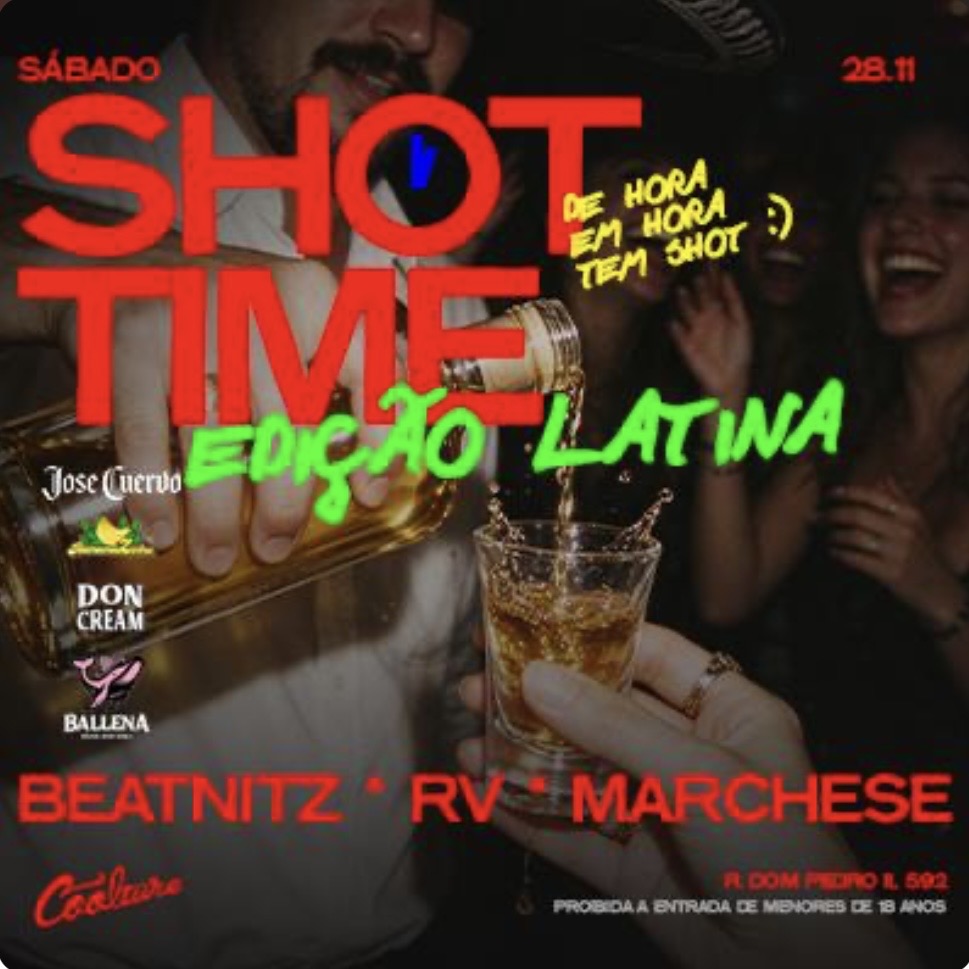 SÁBADO
28.11
SHOT
TIME
DE HORA
EM HORA
TEM SHOT :)
EDIÇÃO LATINA
Jose Cuervo
DON
CREAM
BALLENA
BEATNITZ * RV * MARCHESE
Coolture
R. DOM PEDRO II, 592
PROIBIDA A ENTRADA DE MENORES DE 18 ANOS